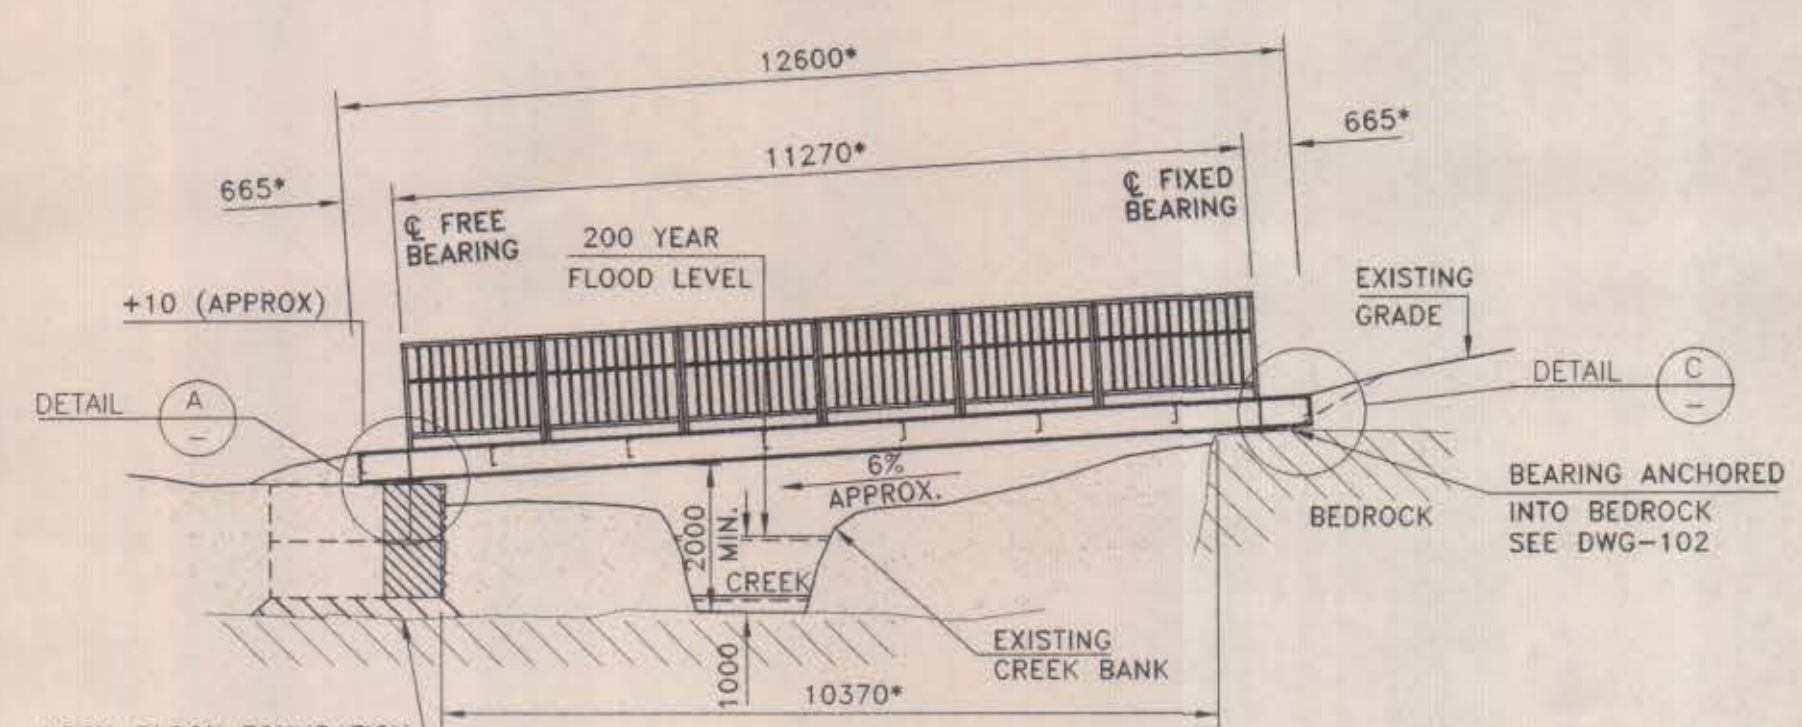 12600*
665*
11270*
665*
℄ FIXED
BEARING
℄ FREE
BEARING
200 YEAR
FLOOD LEVEL
+10 (APPROX)
EXISTING
GRADE
DETAIL
A
–
DETAIL
C
–
6%
APPROX.
2000
MIN.
BEARING ANCHORED
INTO BEDROCK
SEE DWG-102
BEDROCK
CREEK
EXISTING
CREEK BANK
1000
10370*